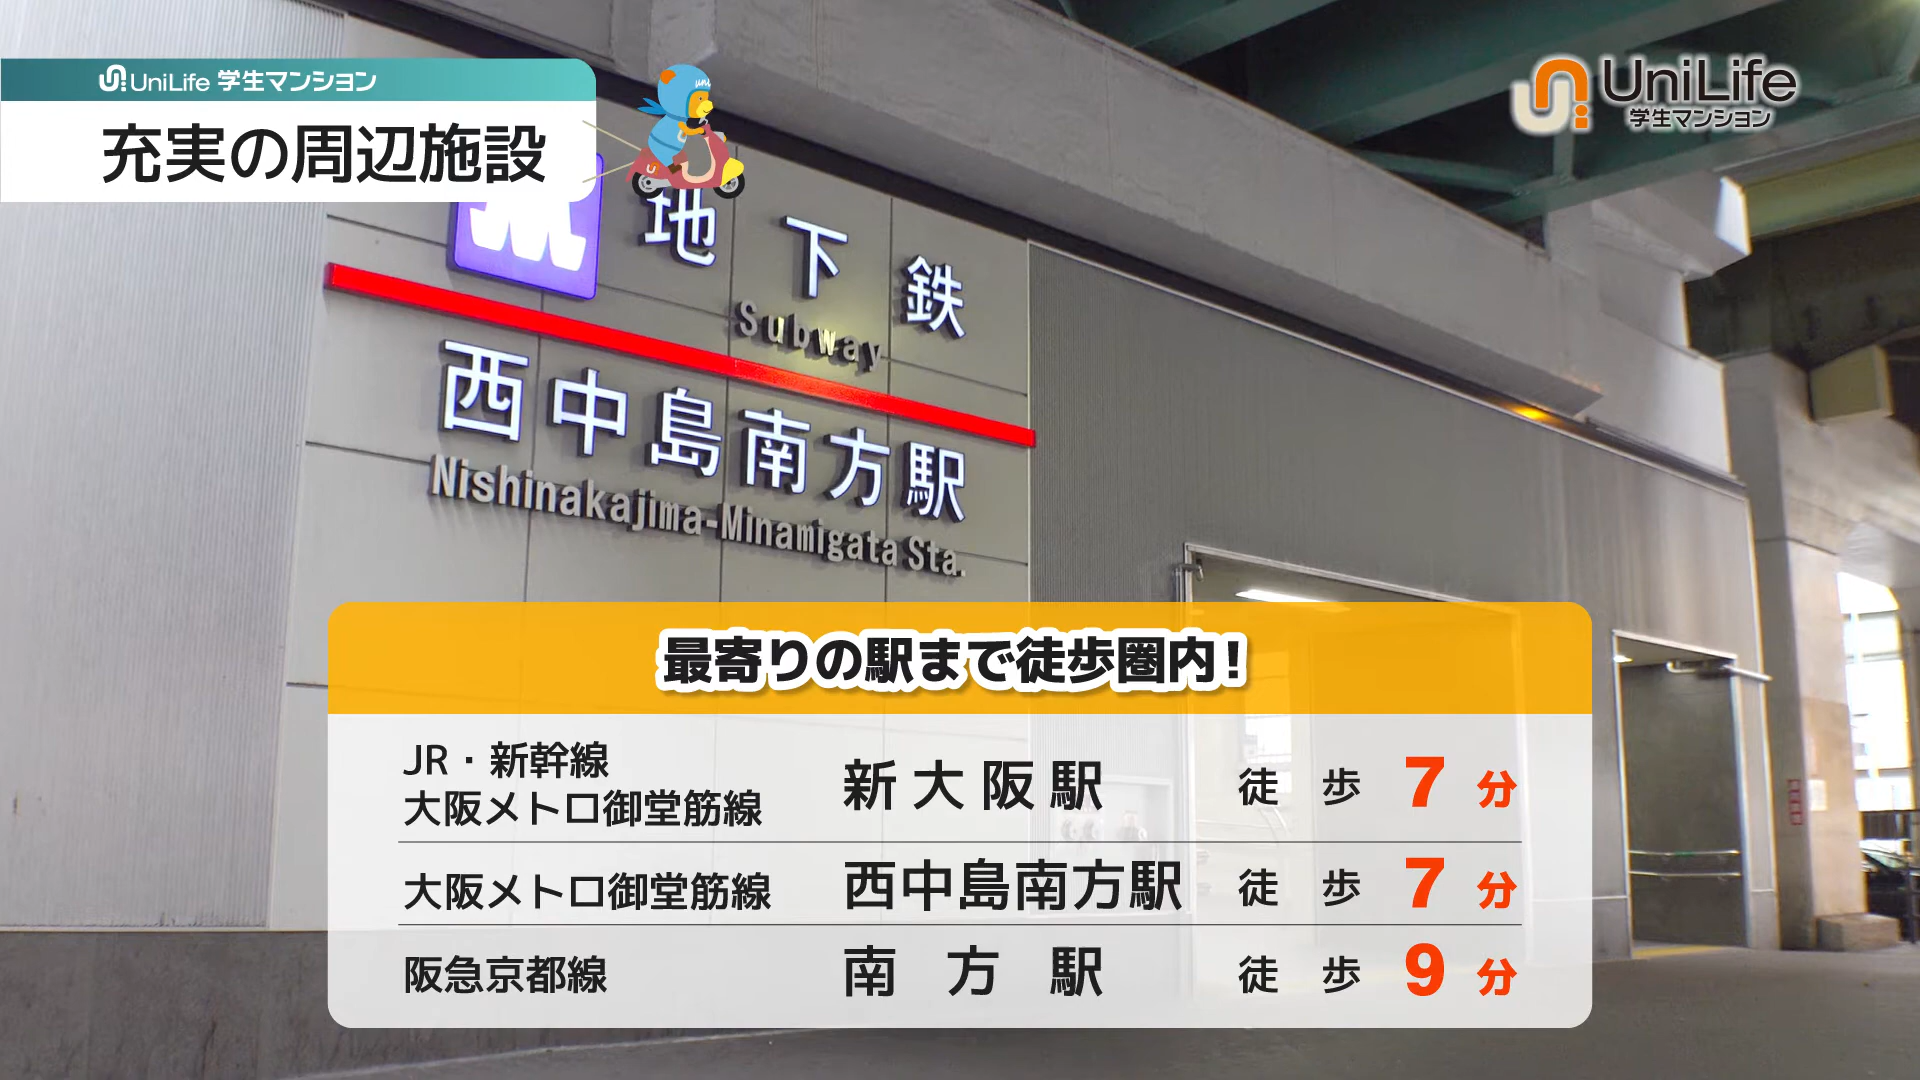 UniLife 学生マンション
充実の周辺施設
UniLife
学生マンション
uni
地下鉄
Subway
西中島南方駅
Nishinakajima-Minamigata Sta.
最寄りの駅まで徒歩圏内!
JR・新幹線
大阪メトロ御堂筋線 新大阪駅 徒歩 7 分
大阪メトロ御堂筋線 西中島南方駅 徒歩 7 分
阪急京都線 南方駅 徒歩 9 分